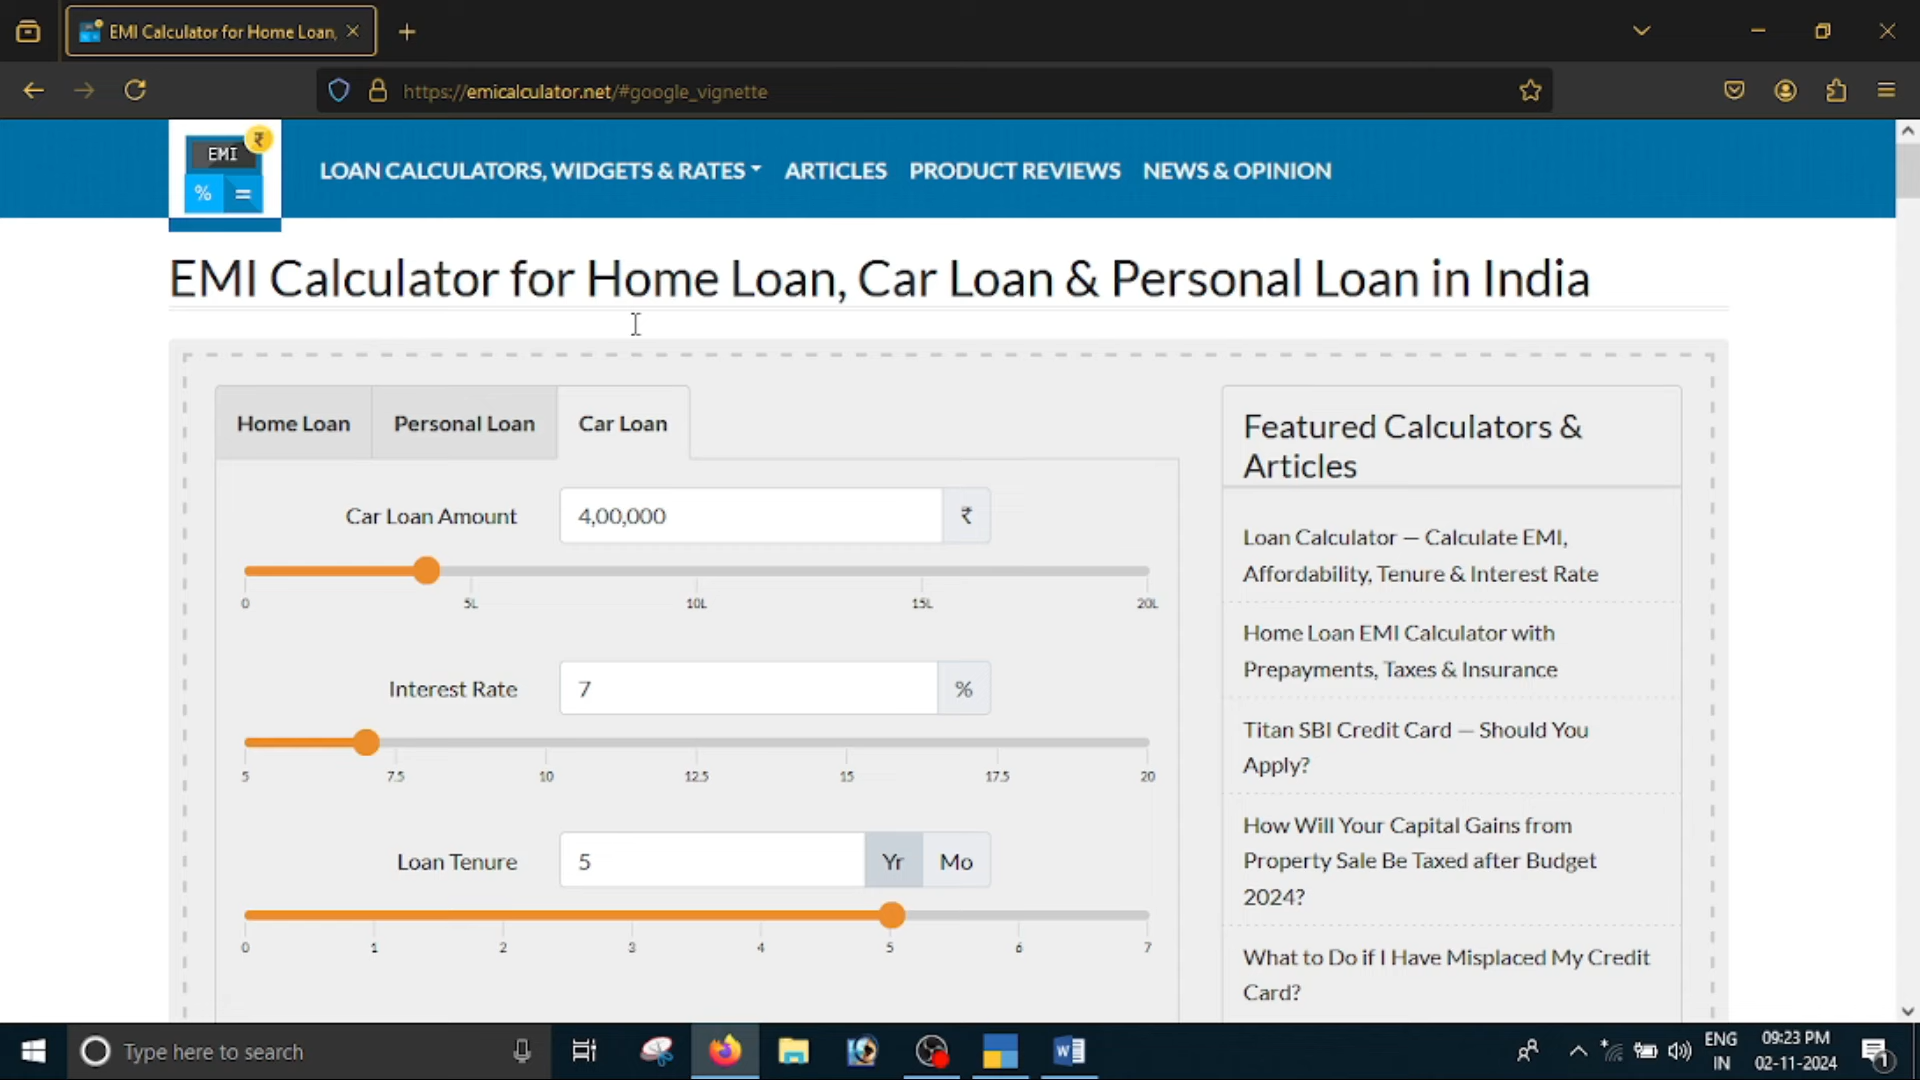 EMI Calculator for Home Loan,
https://emicalculator.net/#google_vignette
EMI
₹
% =
LOAN CALCULATORS, WIDGETS & RATES ARTICLES PRODUCT REVIEWS NEWS & OPINION
EMI Calculator for Home Loan, Car Loan & Personal Loan in India
Home Loan Personal Loan Car Loan
Car Loan Amount 4,00,000 ₹
0 5L 10L 15L 20L
Interest Rate 7 %
5 7.5 10 12.5 15 17.5 20
Loan Tenure 5 Yr Mo
0 1 2 3 4 5 6 7
Featured Calculators &
Articles
Loan Calculator — Calculate EMI,
Affordability, Tenure & Interest Rate
Home Loan EMI Calculator with
Prepayments, Taxes & Insurance
Titan SBI Credit Card — Should You
Apply?
How Will Your Capital Gains from
Property Sale Be Taxed after Budget
2024?
What to Do if I Have Misplaced My Credit
Card?
Type here to search
ENG
IN
09:23 PM
02-11-2024
1